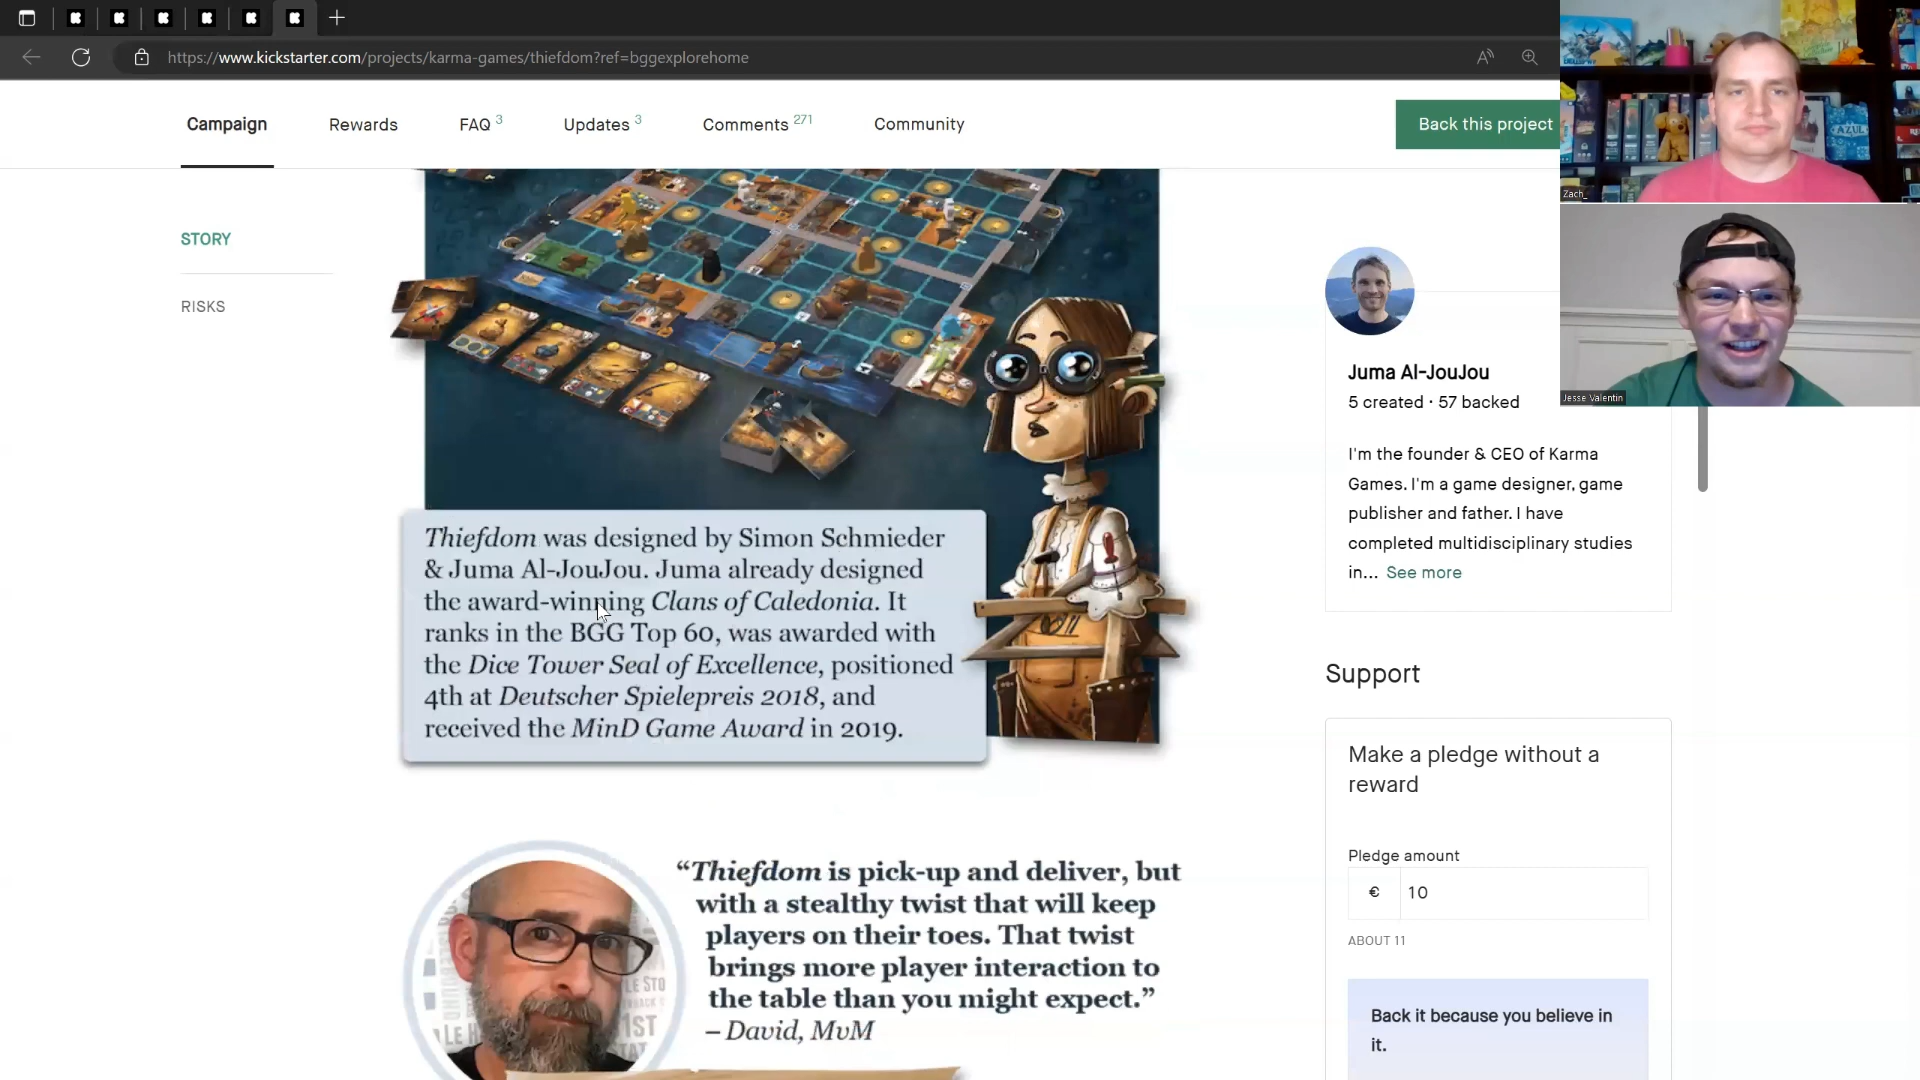 https://www.kickstarter.com/projects/karma-games/thiefdom?ref=bggexplorehome
Campaign
Rewards
FAQ 3
Updates 3
Comments 271
Community
Back this project
STORY
RISKS
Thiefdom was designed by Simon Schmieder
& Juma Al-JouJou. Juma already designed
the award-winning Clans of Caledonia. It
ranks in the BGG Top 60, was awarded with
the Dice Tower Seal of Excellence, positioned
4th at Deutscher Spielepreis 2018, and
received the MinD Game Award in 2019.
“Thiefdom is pick-up and deliver, but
with a stealthy twist that will keep
players on their toes. That twist
brings more player interaction to
the table than you might expect.”
– David, MvM
Juma Al-JouJou
5 created · 57 backed
I'm the founder & CEO of Karma
Games. I'm a game designer, game
publisher and father. I have
completed multidisciplinary studies
in... See more
Support
Make a pledge without a
reward
Pledge amount
€ 10
ABOUT 11
Back it because you believe in
it.
Zach_
AZUL
Jesse Valentin